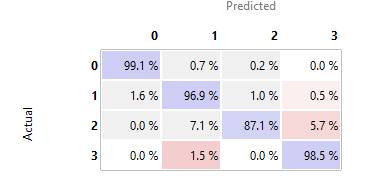 Predicted
0 1 2 3
0 99.1 % 0.7 % 0.2 % 0.0 %
1 1.6 % 96.9 % 1.0 % 0.5 %
2 0.0 % 7.1 % 87.1 % 5.7 %
3 0.0 % 1.5 % 0.0 % 98.5 %
Actual